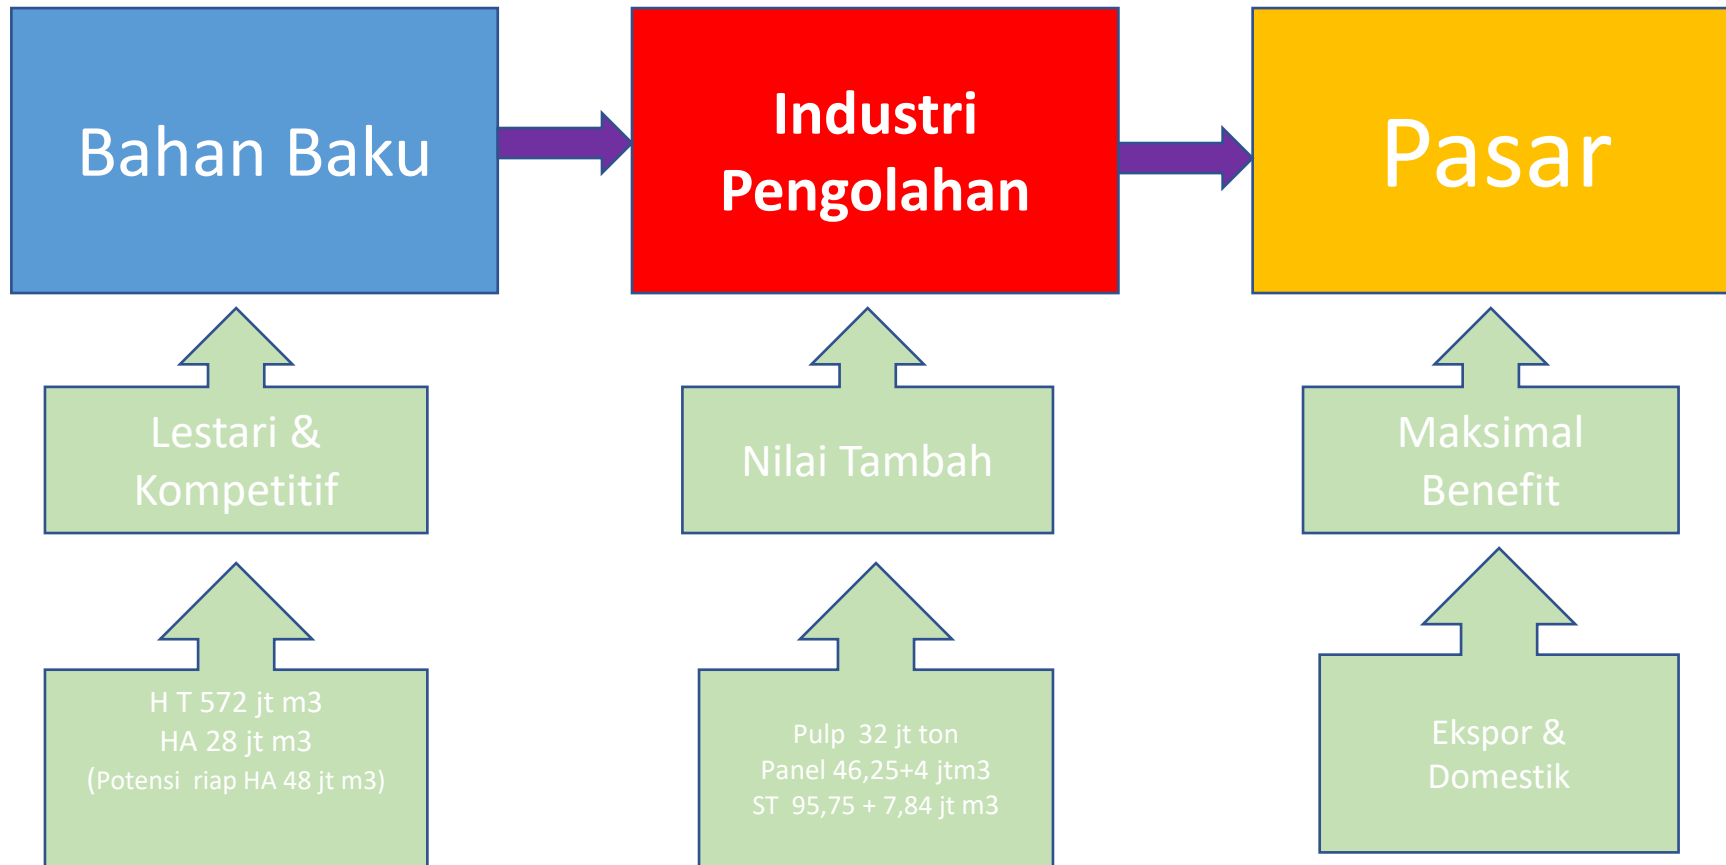 Bahan Baku
Industri
Pengolahan
Pasar
Lestari &
Kompetitif
Nilai Tambah
Maksimal
Benefit
H T 572 jt m3
HA 28 jt m3
(Potensi riap HA 48 jt m3)
Pulp 32 jt ton
Panel 46,25+4 jtm3
ST 95,75 + 7,84 jt m3
Ekspor &
Domestik